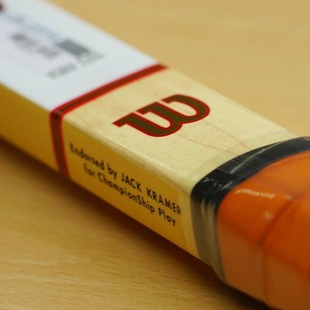 W
Endorsed by JACK KRAMER
for ChampionShip Play